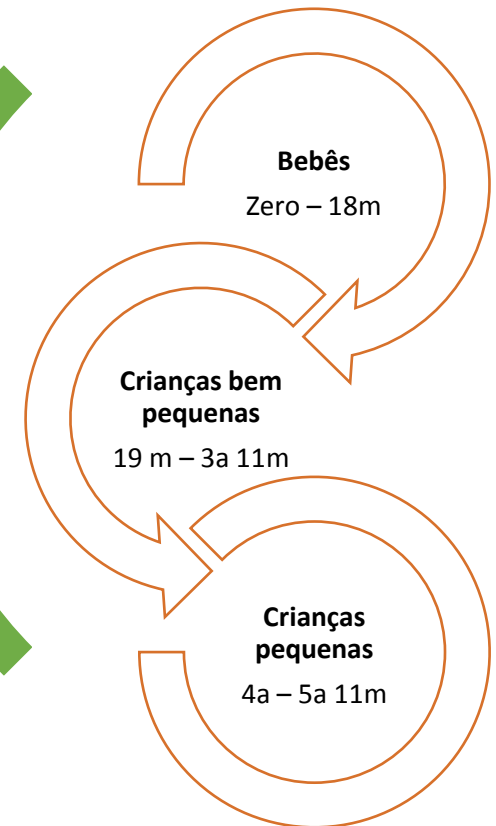 Bebês
Zero – 18m
Crianças bem
pequenas
19 m – 3a 11m
Crianças
pequenas
4a – 5a 11m